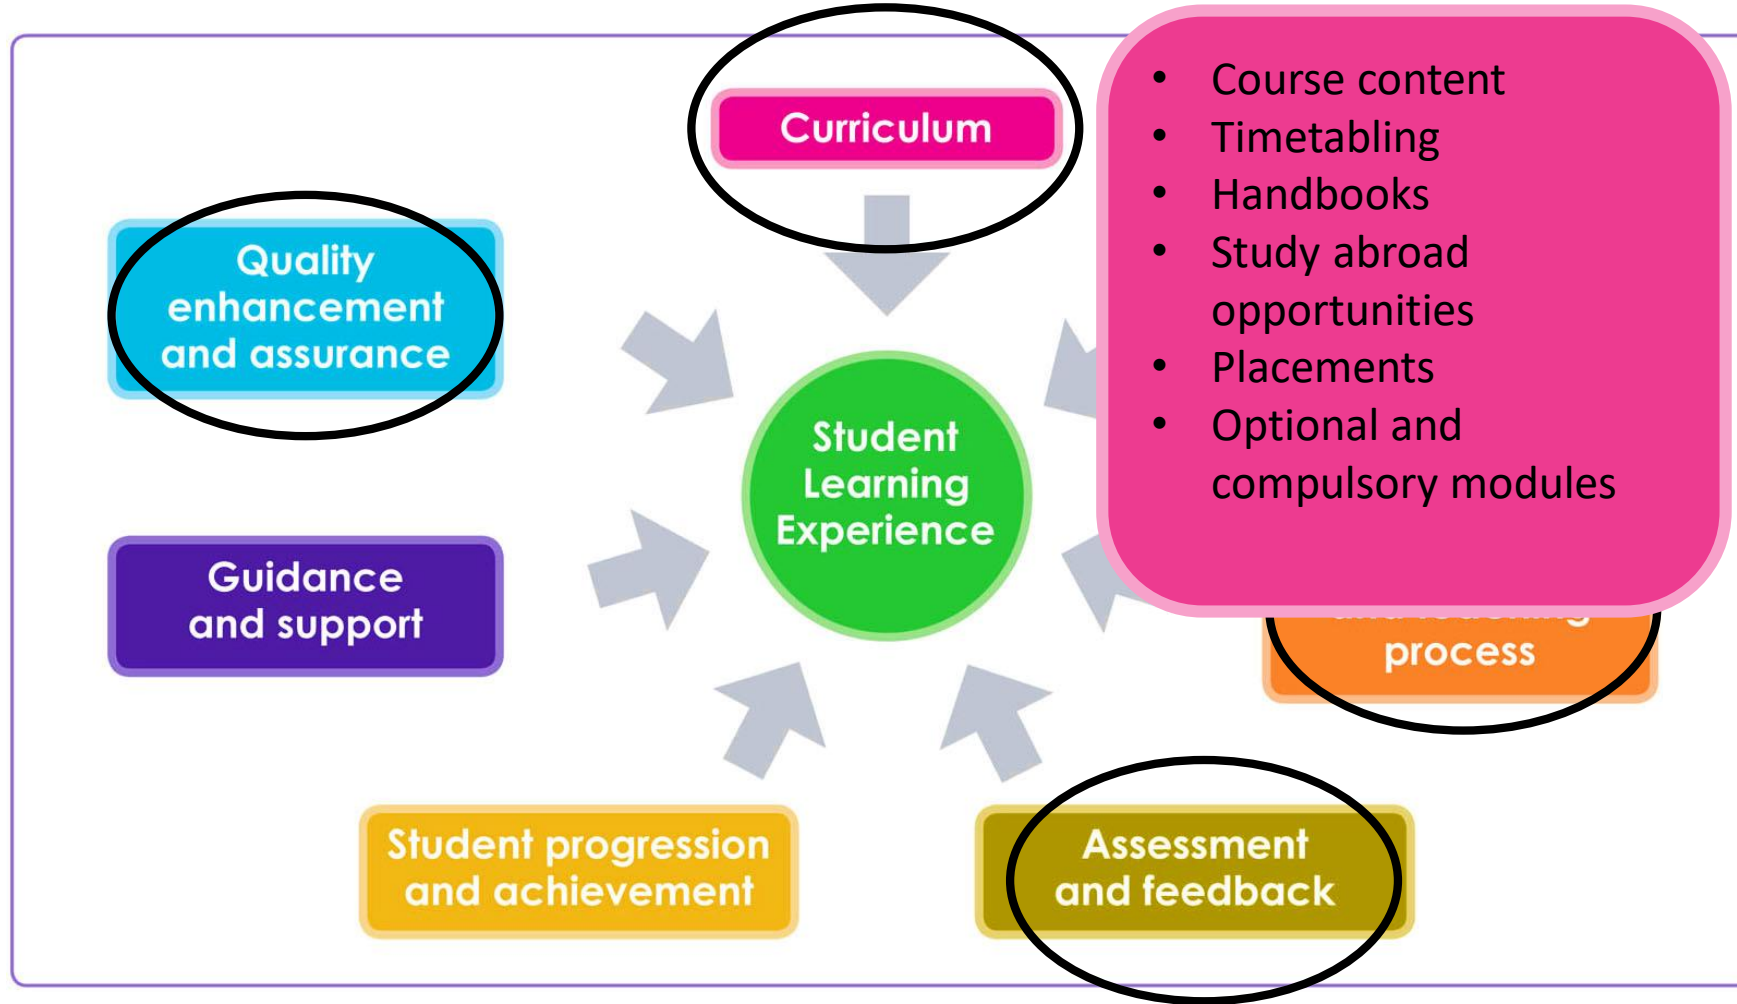 Curriculum
• Course content
• Timetabling
• Handbooks
• Study abroad
opportunities
• Placements
• Optional and
compulsory modules
Quality
enhancement
and assurance
Student
Learning
Experience
Guidance
and support
process
Student progression
and achievement
Assessment
and feedback